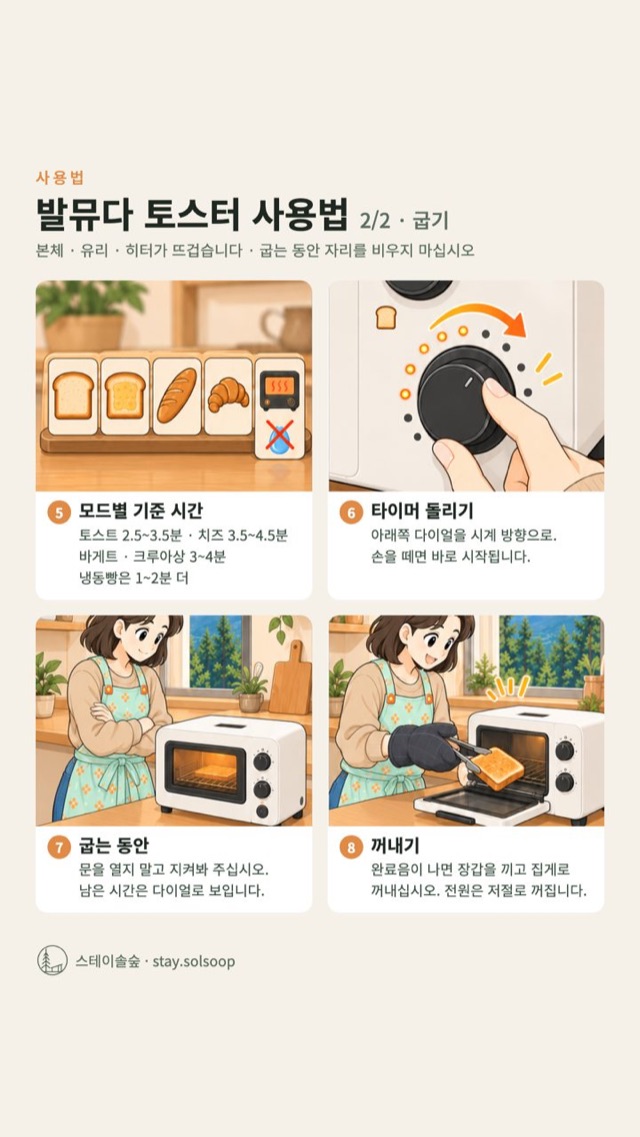 사용법
발뮤다 토스터 사용법 2/2 · 굽기
본체 · 유리 · 히터가 뜨겁습니다 · 굽는 동안 자리를 비우지 마십시오
5 모드별 기준 시간
토스트 2.5~3.5분 · 치즈 3.5~4.5분
바게트 · 크루아상 3~4분
냉동빵은 1~2분 더
6 타이머 돌리기
아래쪽 다이얼을 시계 방향으로.
손을 떼면 바로 시작됩니다.
7 굽는 동안
문을 열지 말고 지켜봐 주십시오.
남은 시간은 다이얼로 보입니다.
8 꺼내기
완료음이 나면 장갑을 끼고 집게로
꺼내십시오. 전원은 저절로 꺼집니다.
스테이솔숲 · stay.solsoop